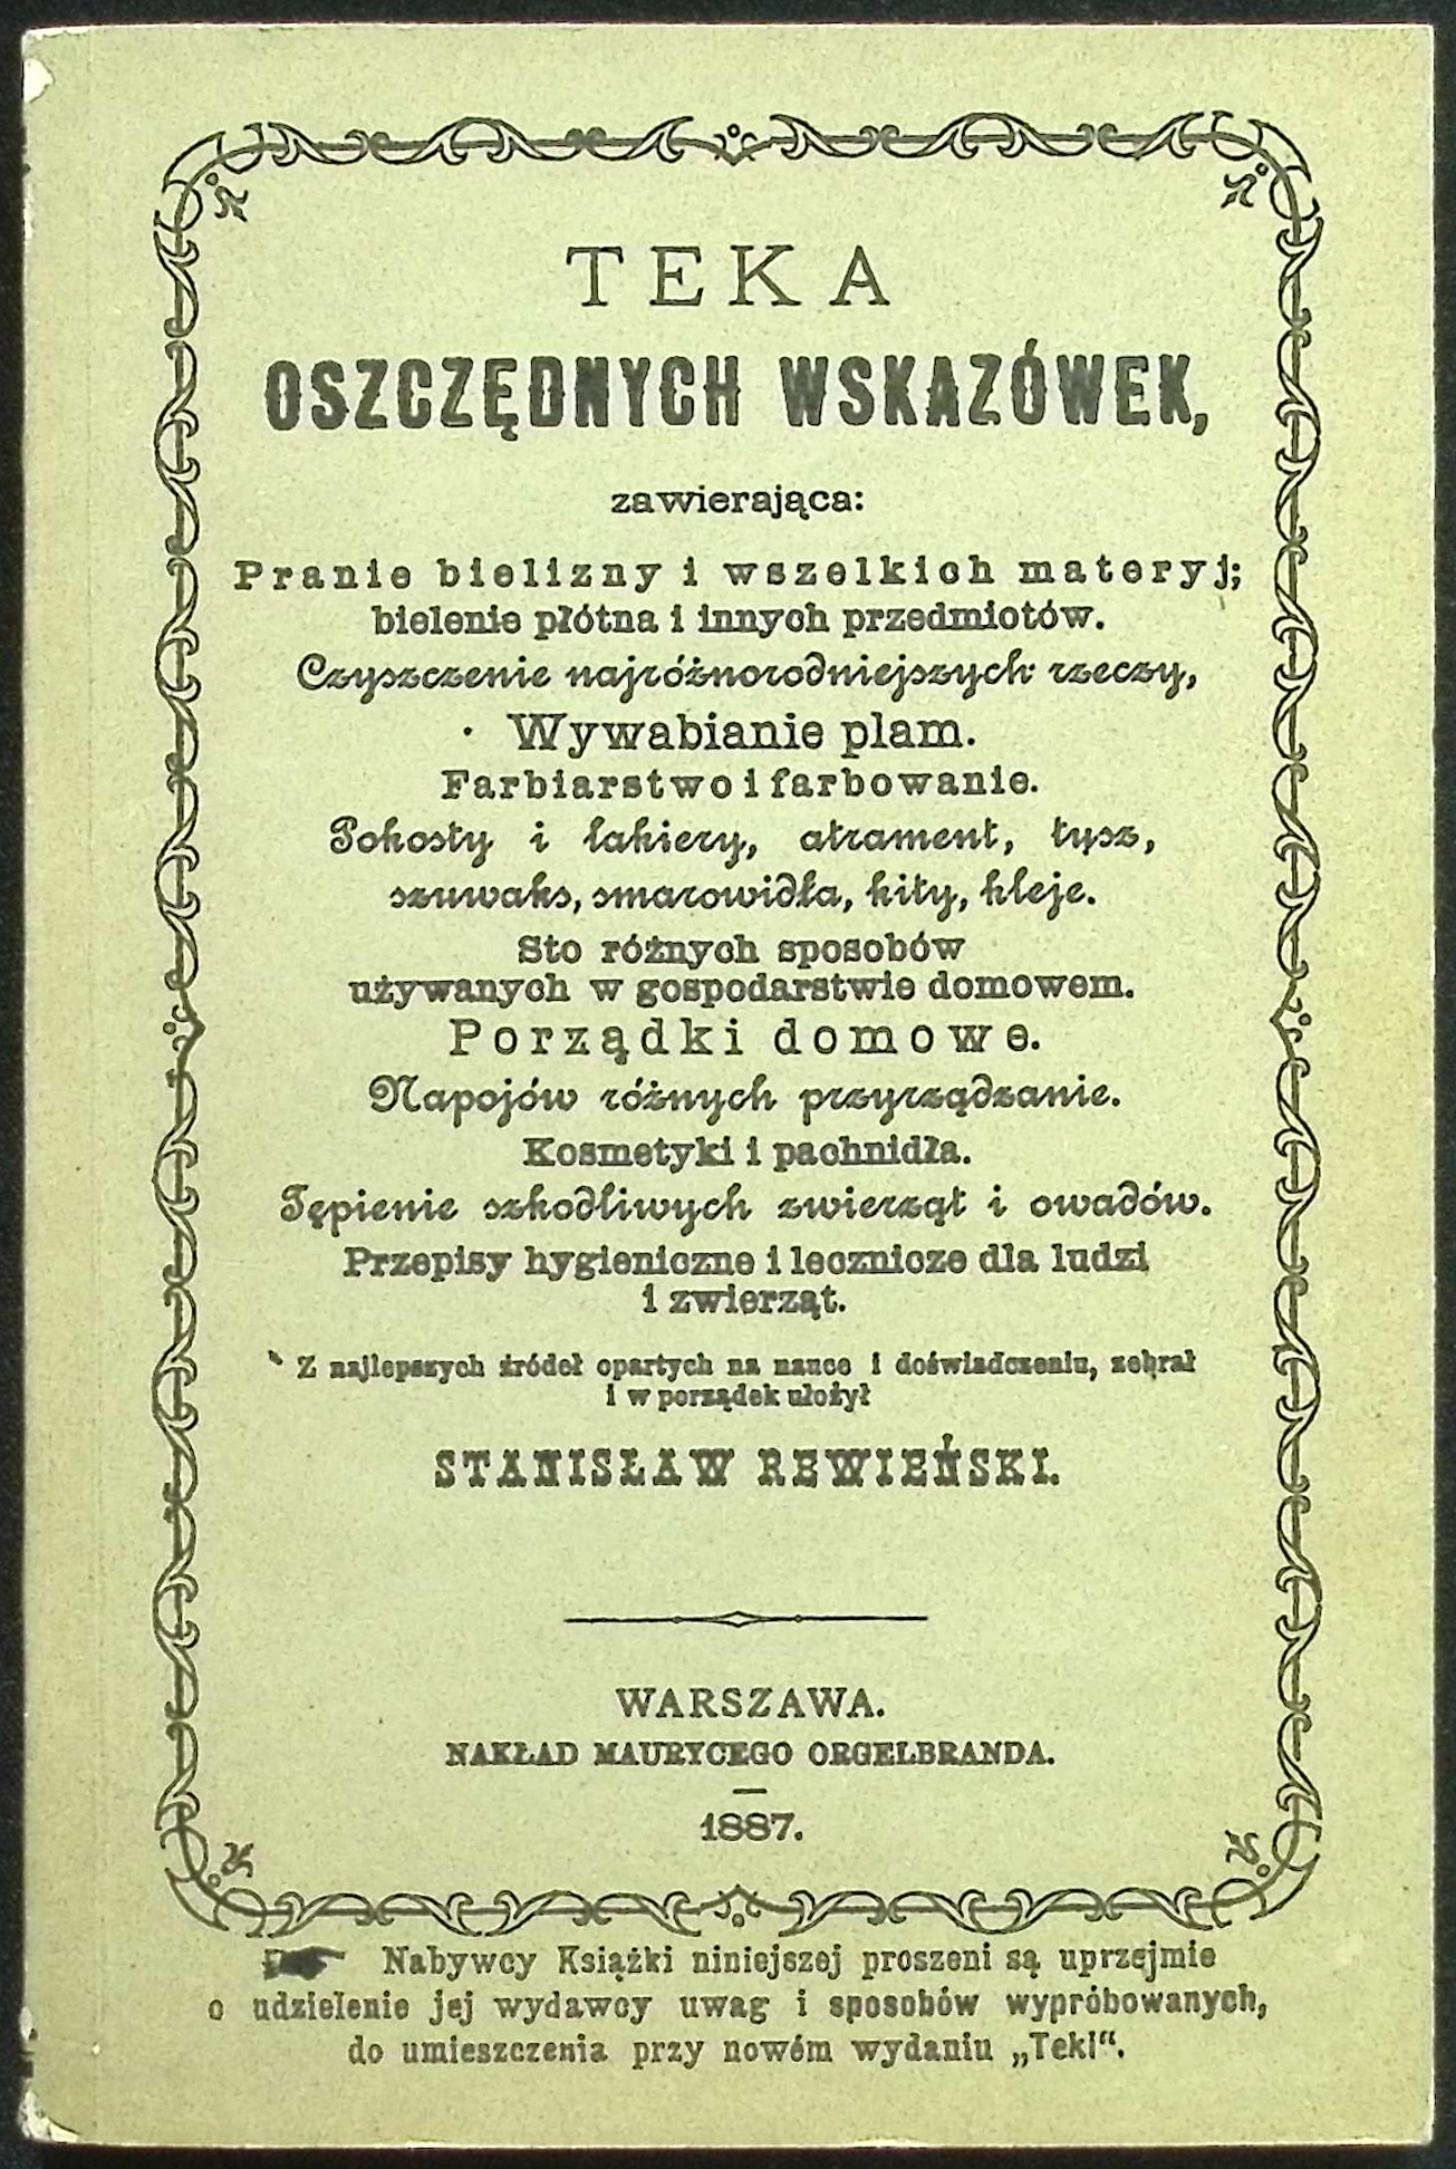 TEKA
OSZCZĘDNYCH WSKAZÓWEK,
zawierająca:
Pranie bielizny i wszelkich materyj;
bielenie płótna i innych przedmiotów.
Czyszczenie najróżnorodniejszych rzeczy,
Wywabianie plam.
Farbiarstwo i farbowanie.
Pokosty i lakiery, atrament, tysz,
szuwaks, smarowidła, kity, kleje.
Sto różnych sposobów
używanych w gospodarstwie domowem.
Porządki domowe.
Napojów różnych przyrządzanie.
Kosmetyki i pachnidła.
Tępienie szkodliwych zwierząt i owadów.
Przepisy hygieniczne i lecznicze dla ludzi
i zwierząt.
Z najlepszych źródeł opartych na nauce i doświadczeniu, zebrał
i w porządek ułożył
STANISŁAW REWIEŃSKI.
WARSZAWA.
NAKŁAD MAURYCEGO ORGELBRANDA.
1887.
Nabywcy Książki niniejszej proszeni są uprzejmie
o udzielenie jej wydawcy uwag i sposobów wypróbowanych,
do umieszczenia przy nowém wydaniu „Teki“.